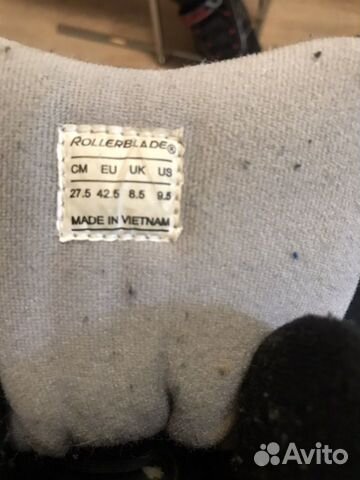 ROLLERBLADE®
CM EU UK US
27.5 42.5 8.5 9.5
MADE IN VIETNAM
Avito